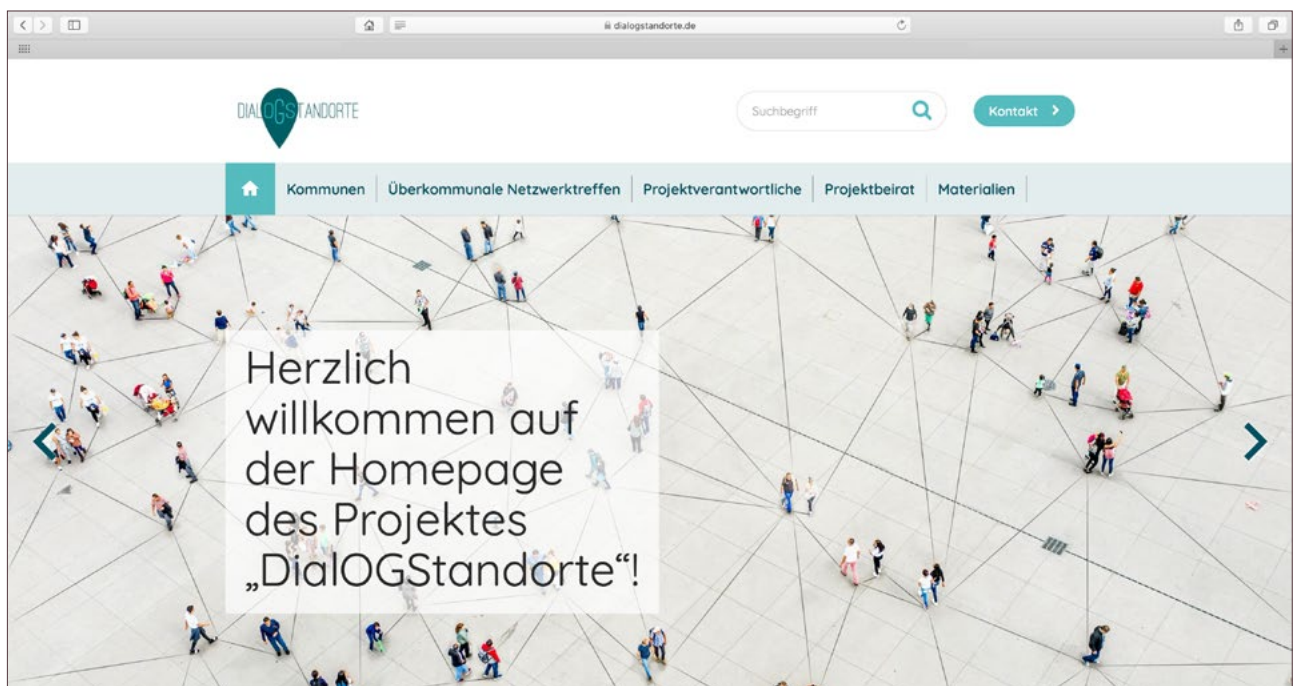 dialogstandorte.de
DIALOGSTANDORTE
Suchbegriff
Kontakt
Kommunen
Überkommunale Netzwerktreffen
Projektverantwortliche
Projektbeirat
Materialien
Herzlich
willkommen auf
der Homepage
des Projektes
„DialOGStandorte“!